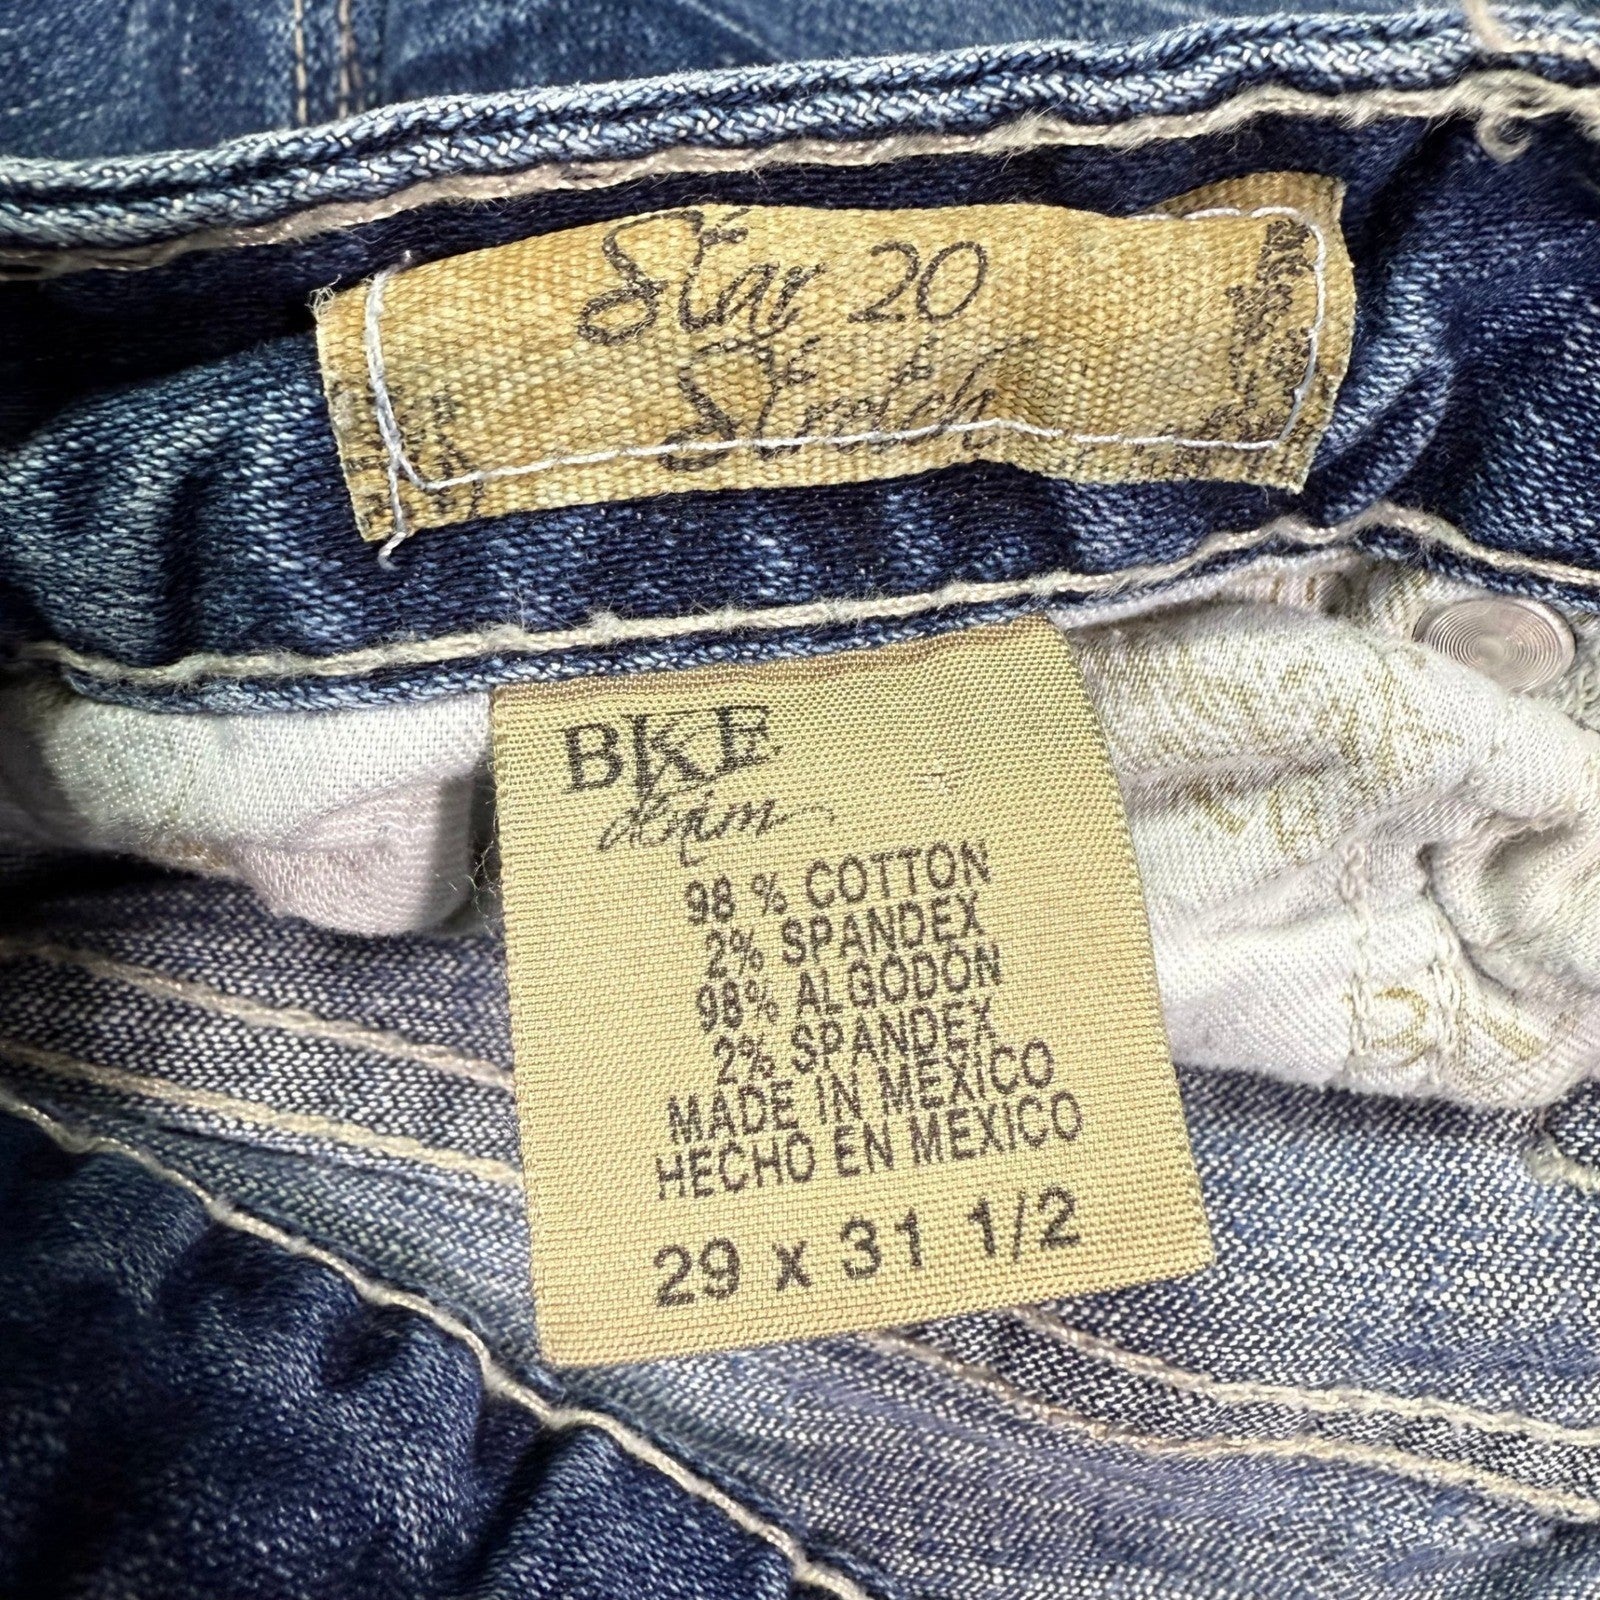 Star 20
Stretch
BKE
denim
98 % COTTON
2% SPANDEX
98% ALGODON
2% SPANDEX
MADE IN MEXICO
HECHO EN MEXICO
29 x 31 1/2